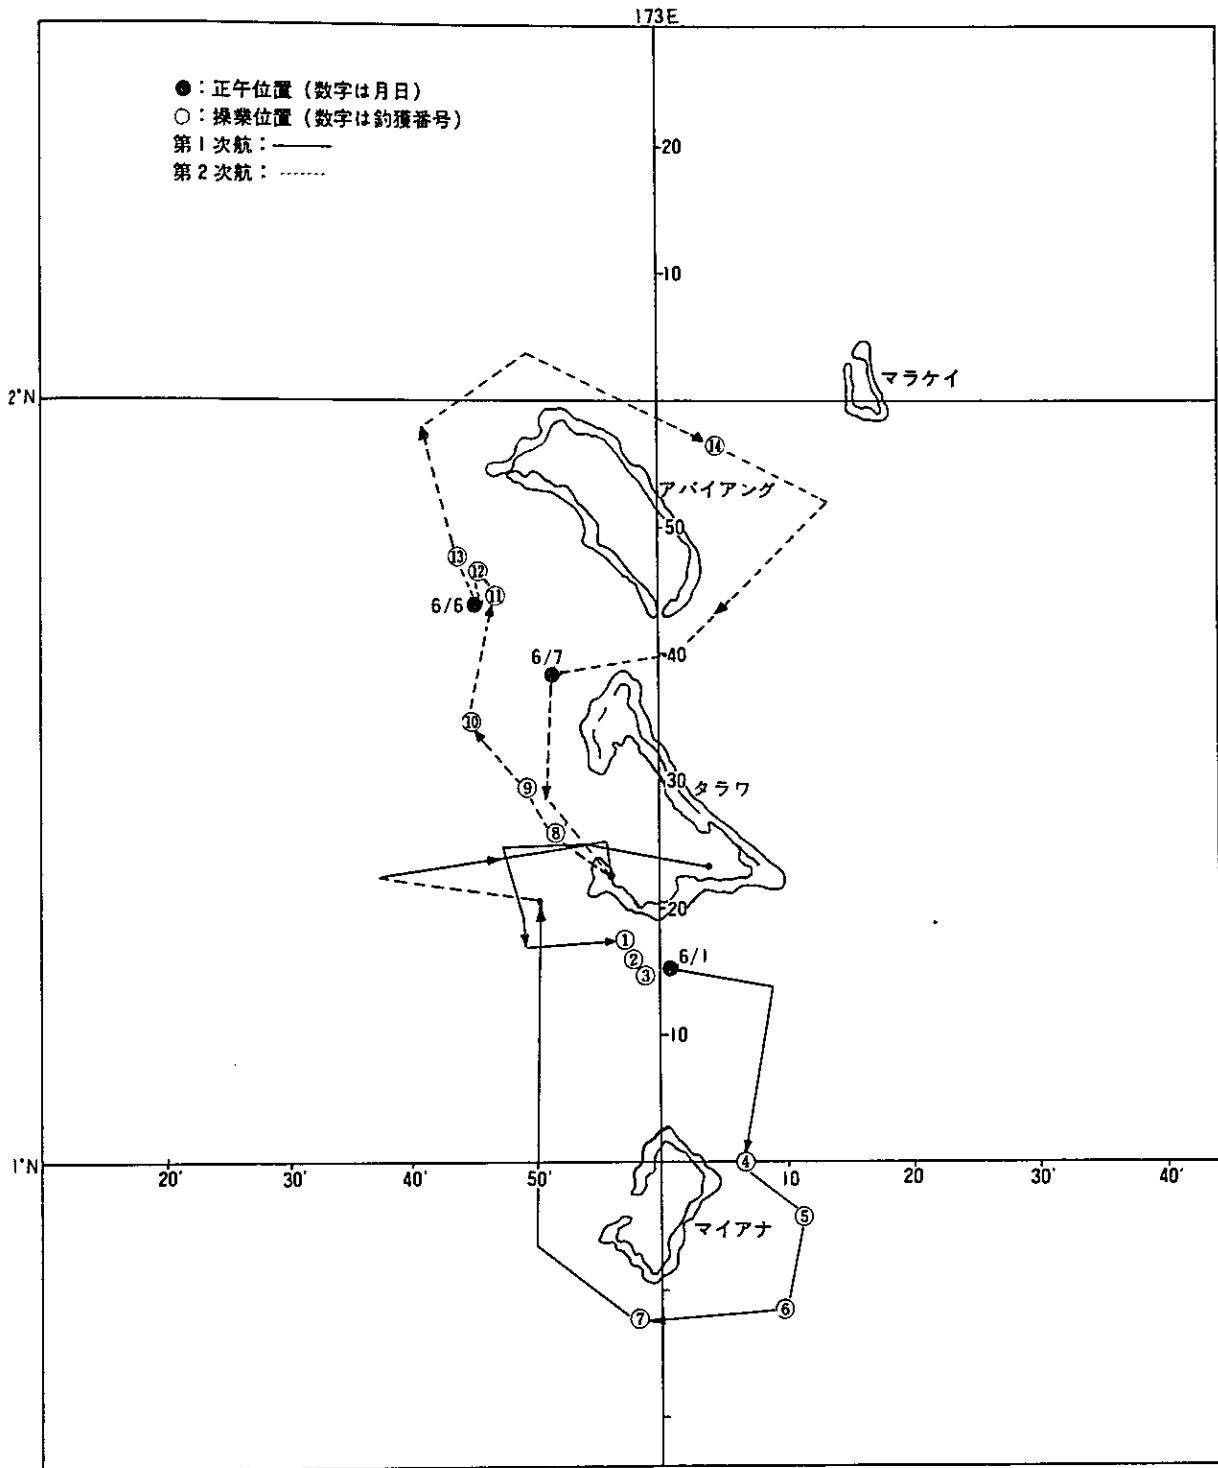 173E
●：正午位置（数字は月日）
○：操業位置（数字は釣獲番号）
第1次航：———
第2次航：------
20
10
マラケイ
2°N
⑭
アバイアング
50
⑬
⑫
⑪
6/6
6/7
40
⑩
30
⑨
タラワ
⑧
20
①
②
6/1
③
10
1°N
20'
30'
40'
50'
④
10
20
30'
40'
⑤
マイアナ
⑥
⑦